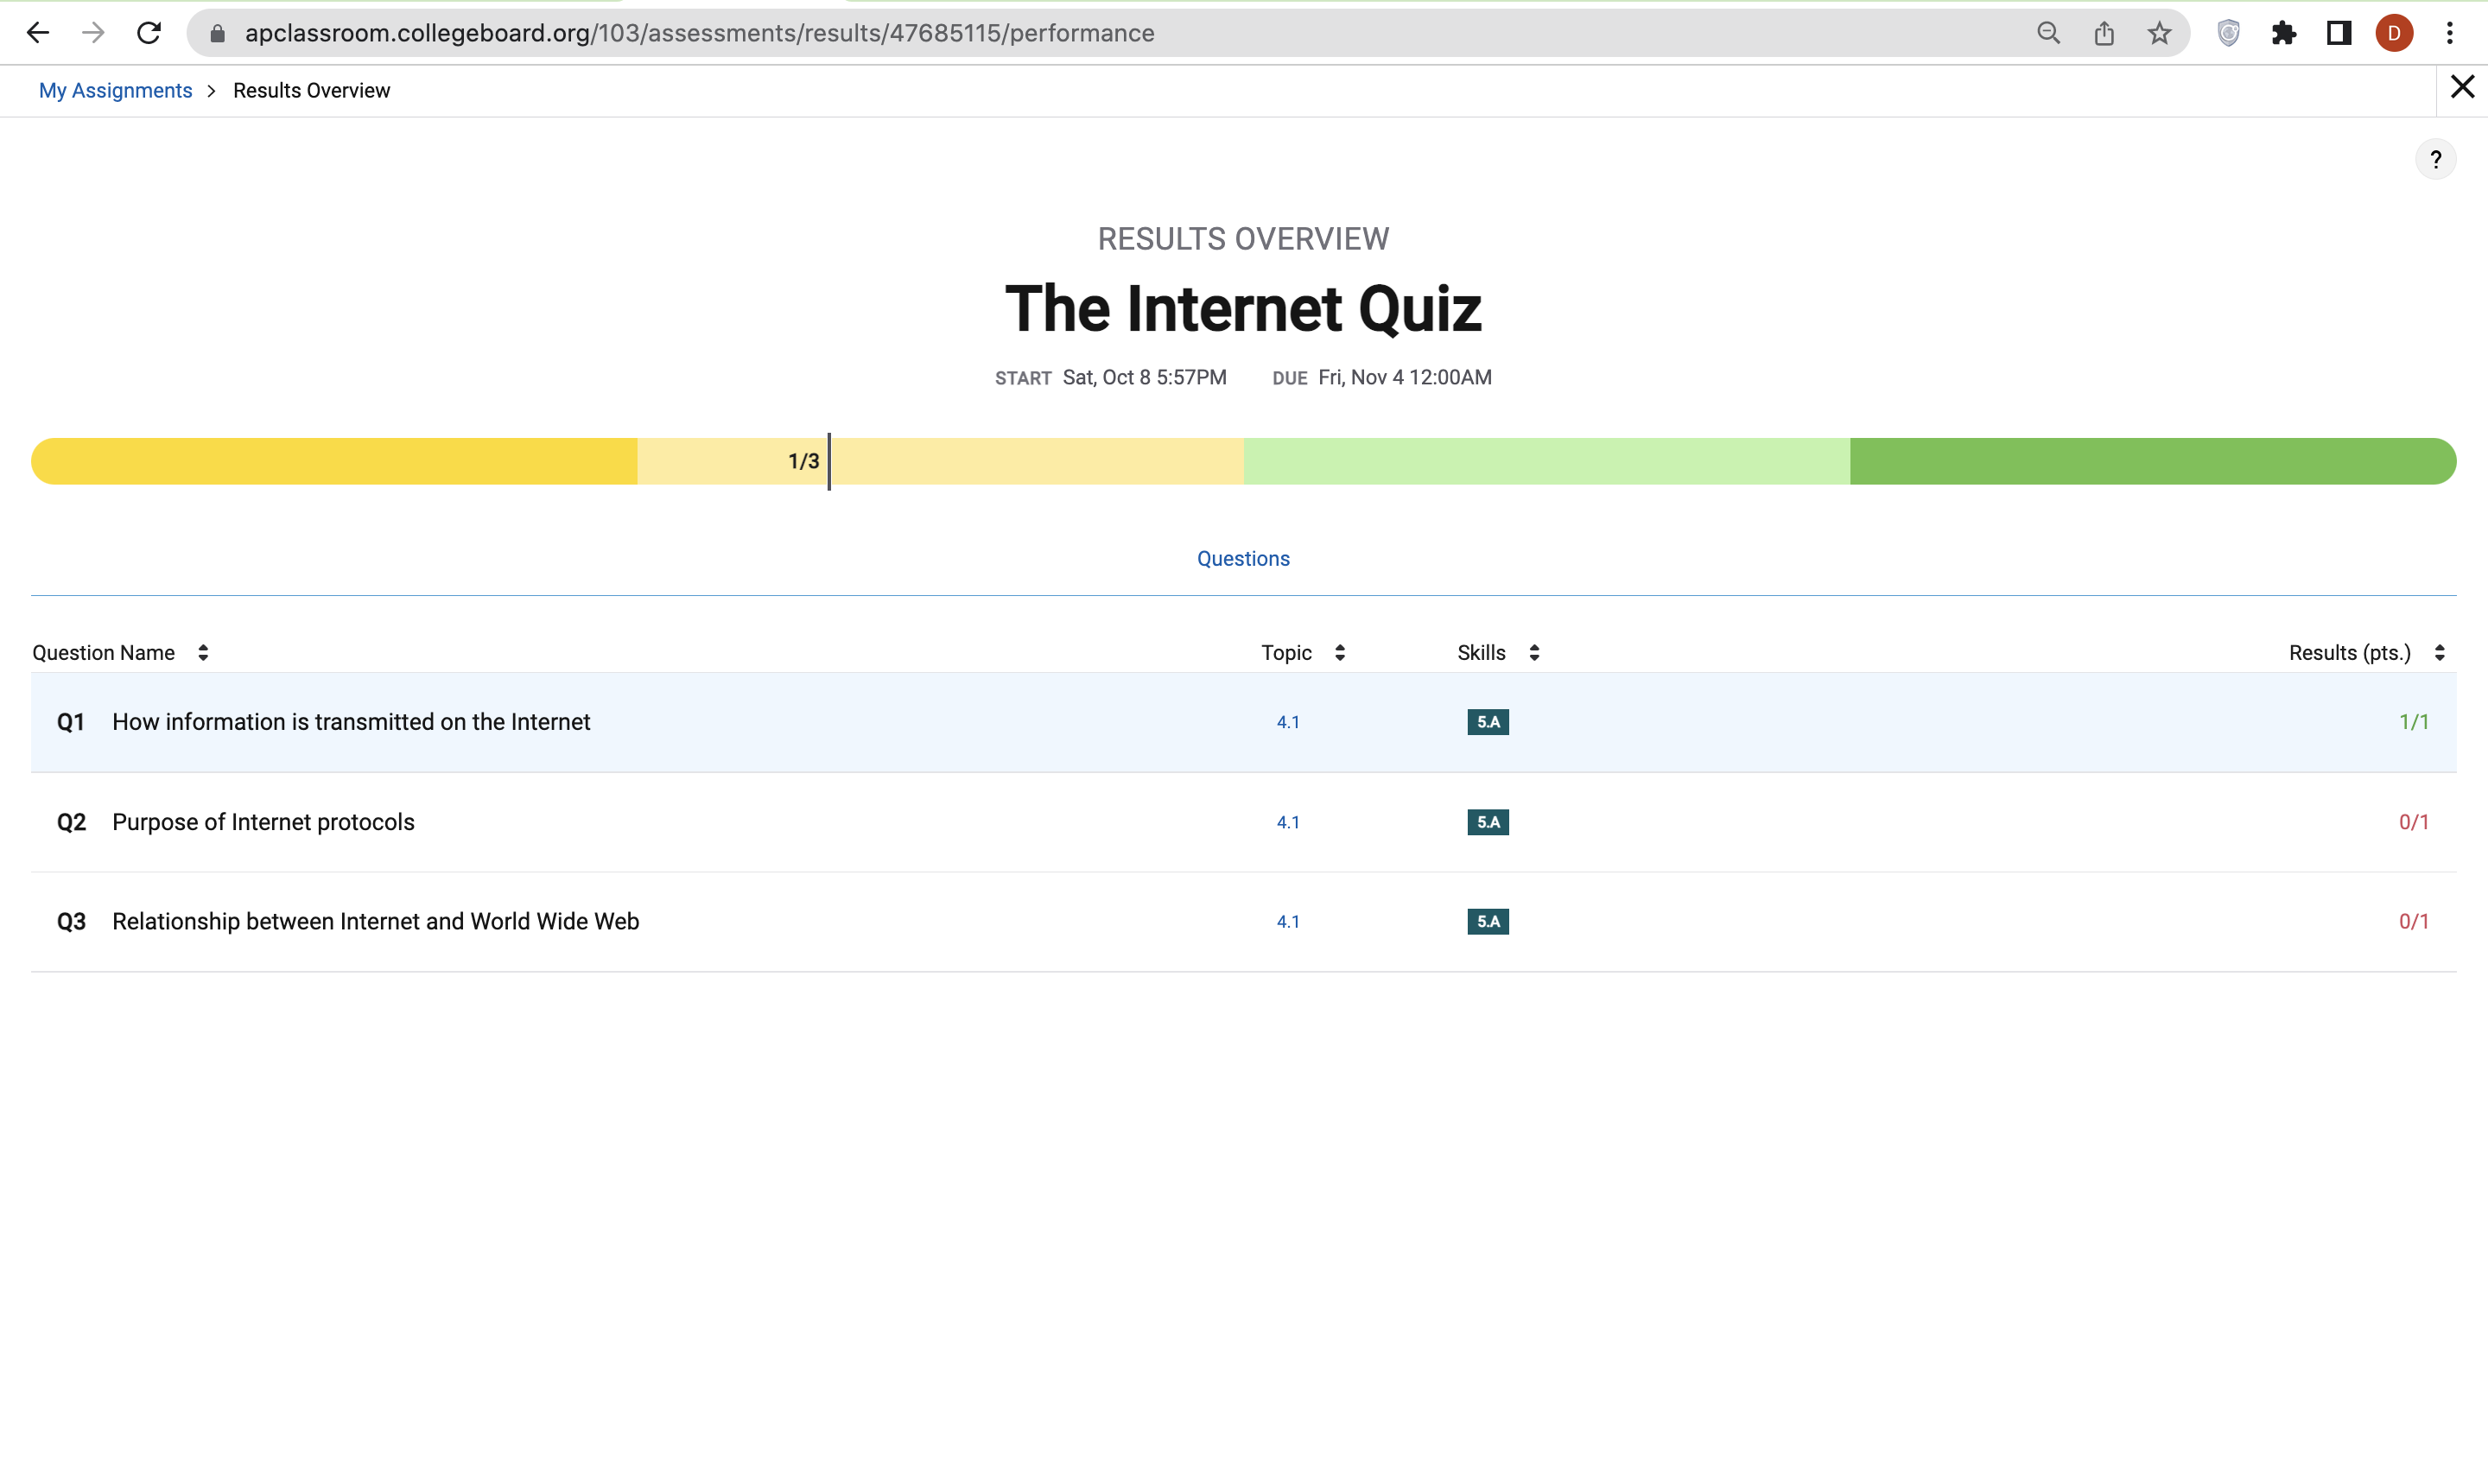 apclassroom.collegeboard.org/103/assessments/results/47685115/performance
D
My Assignments > Results Overview
?
RESULTS OVERVIEW
The Internet Quiz
START Sat, Oct 8 5:57PM DUE Fri, Nov 4 12:00AM
1/3
Questions
Question Name Topic Skills Results (pts.)
Q1 How information is transmitted on the Internet 4.1 5.A 1/1
Q2 Purpose of Internet protocols 4.1 5.A 0/1
Q3 Relationship between Internet and World Wide Web 4.1 5.A 0/1